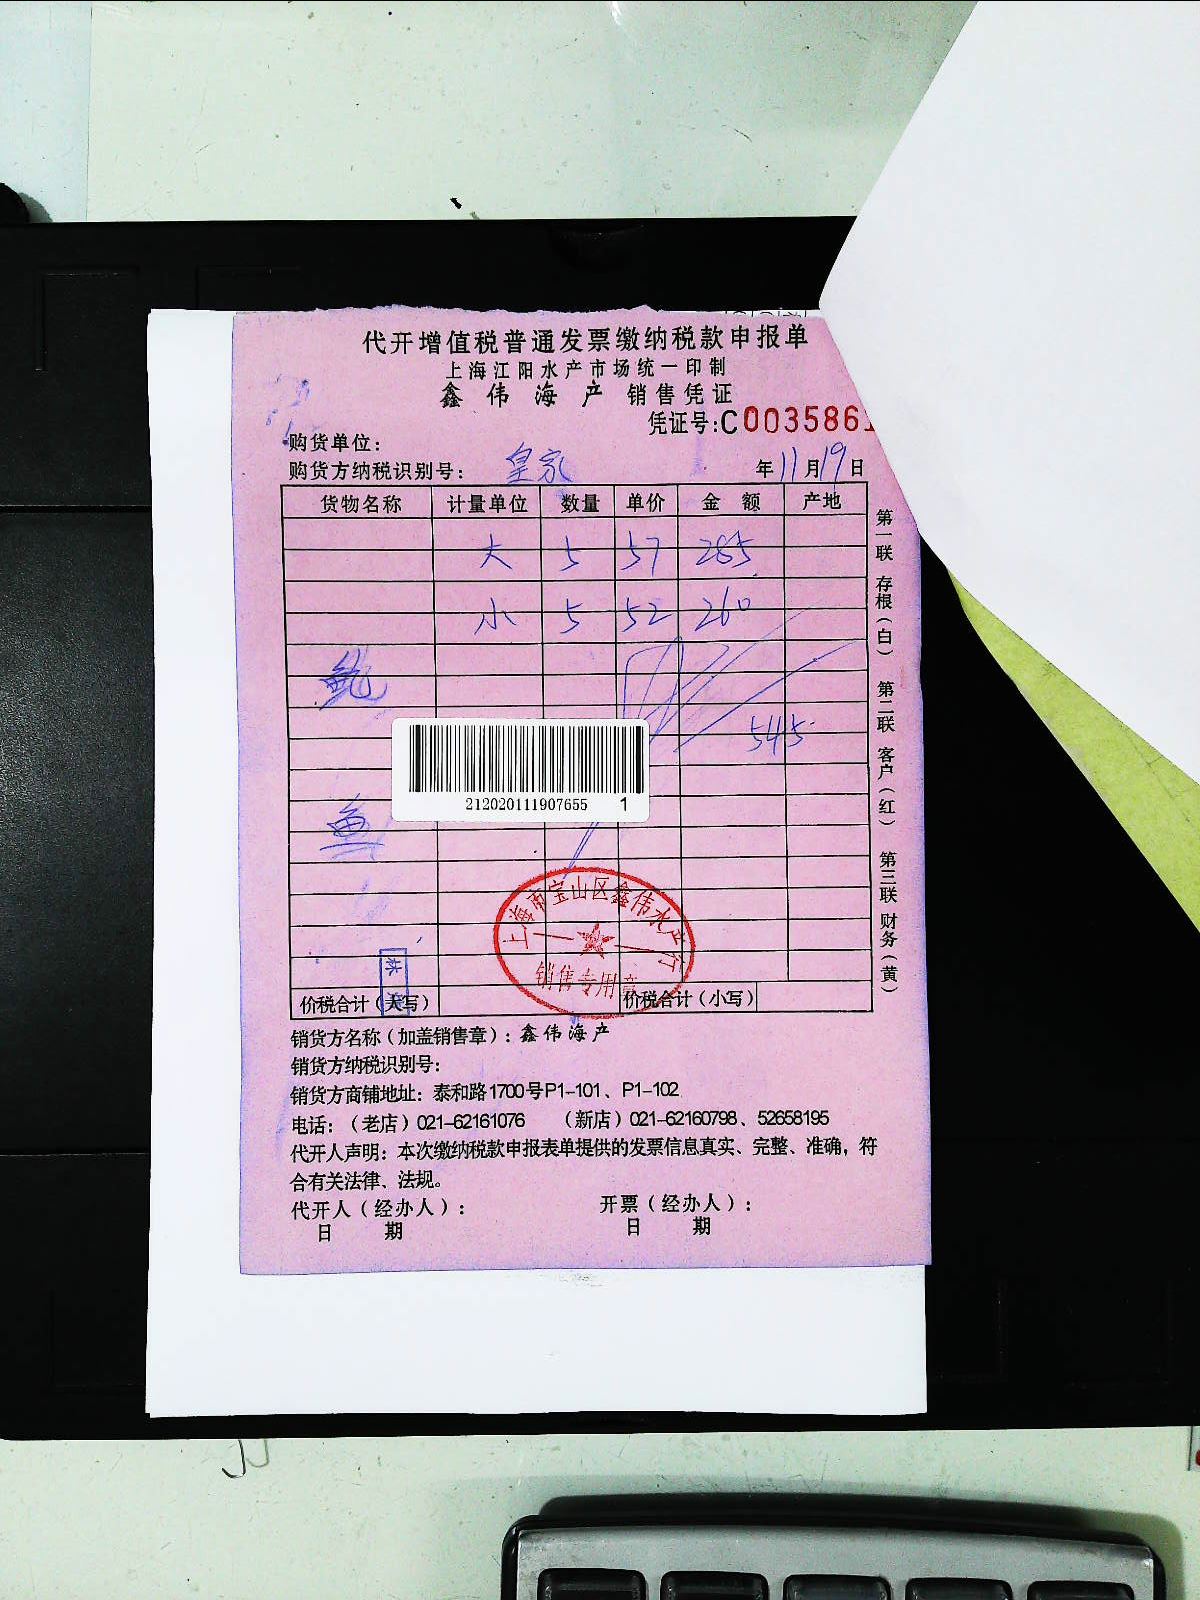 代开增值税普通发票缴纳税款申报单
上海江阳水产市场统一印制
鑫伟海产 销售凭证
凭证号:C0035861
购货单位:
购货方纳税识别号: 皇家 年11月19日
货物名称 计量单位 数量 单价 金额 产地
大 5 57 285
小 5 52 260
鲍
545
212020111907655 1
鱼
上海市宝山区鑫伟水产行
销售专用章
林
价税合计(大写) 价税合计(小写)
销货方名称(加盖销售章): 鑫伟海产
销货方纳税识别号:
销货方商铺地址: 泰和路1700号P1-101、P1-102
电话:(老店)021-62161076 (新店)021-62160798、52658195
代开人声明: 本次缴纳税款申报表单提供的发票信息真实、完整、准确,符
合有关法律、法规。
代开人(经办人): 开票(经办人):
日 期 日 期
第一联 存根(白) 第二联 客户(红) 第三联 财务(黄)